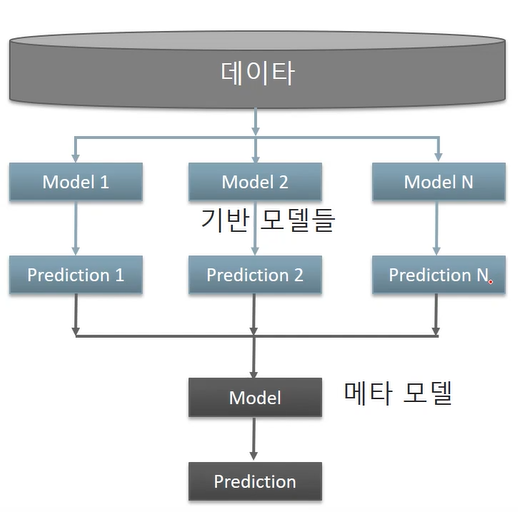 데이타
Model 1
Model 2
Model N
기반 모델들
Prediction 1
Prediction 2
Prediction N
Model
메타 모델
Prediction